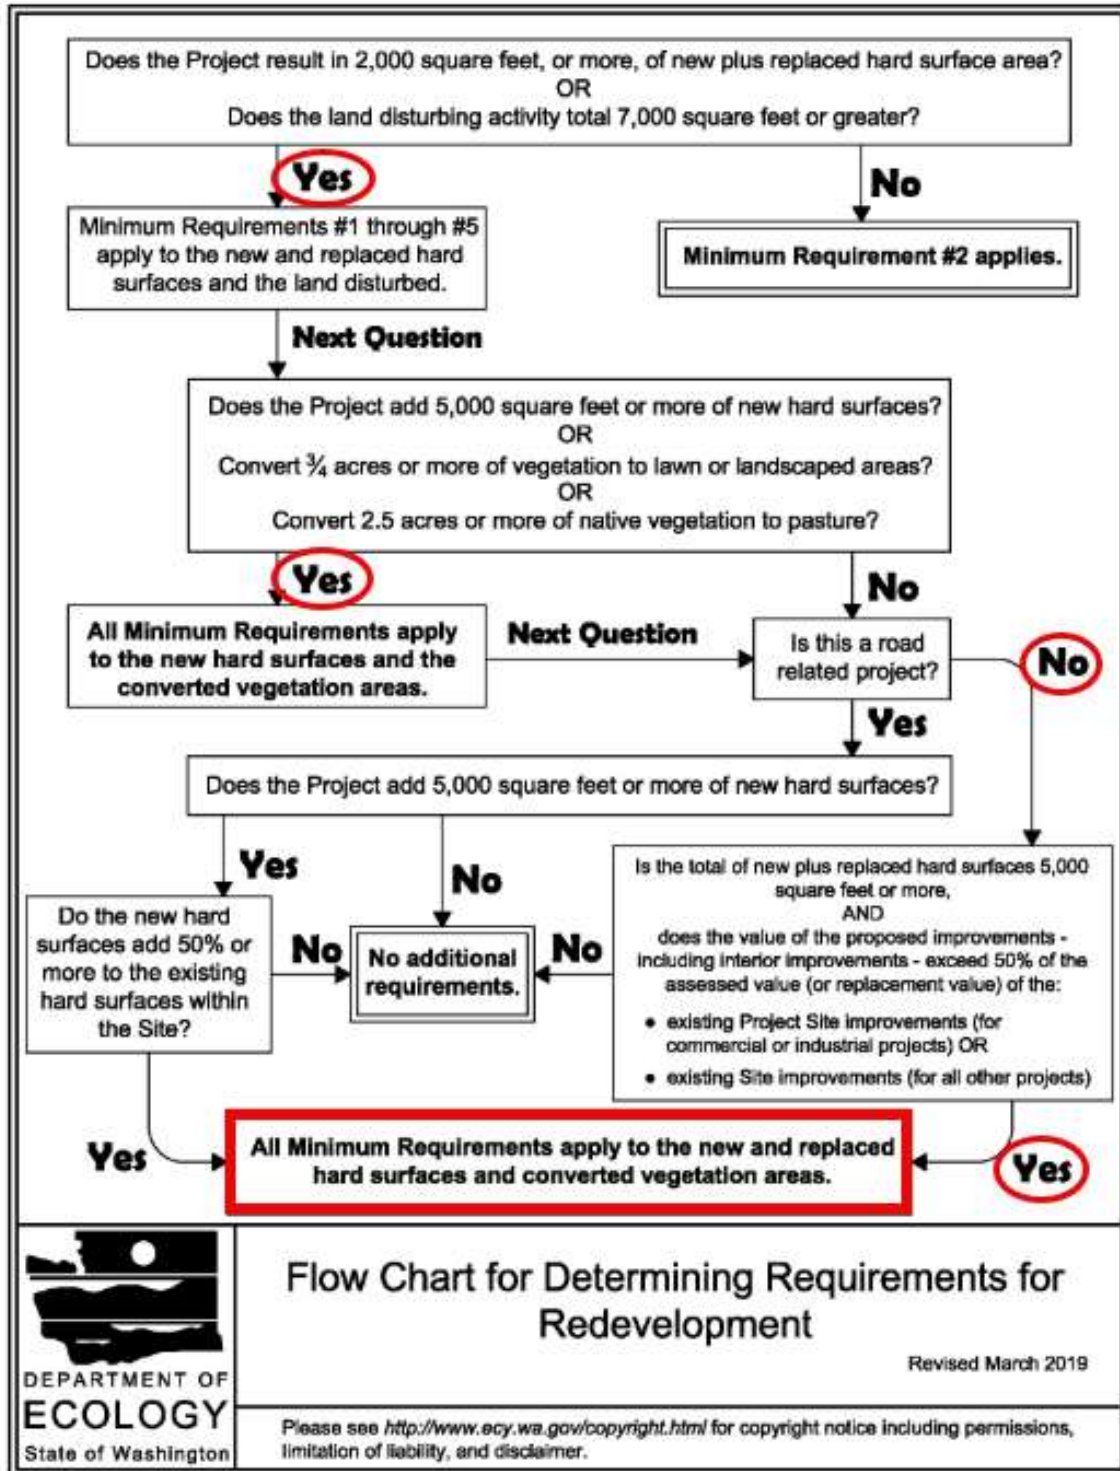 Does the Project result in 2,000 square feet, or more, of new plus replaced hard surface area?
OR
Does the land disturbing activity total 7,000 square feet or greater?
Yes
No
Minimum Requirements #1 through #5
apply to the new and replaced hard
surfaces and the land disturbed.
Minimum Requirement #2 applies.
Next Question
Does the Project add 5,000 square feet or more of new hard surfaces?
OR
Convert ¾ acres or more of vegetation to lawn or landscaped areas?
OR
Convert 2.5 acres or more of native vegetation to pasture?
Yes
No
All Minimum Requirements apply
to the new hard surfaces and the
converted vegetation areas.
Next Question
Is this a road
related project?
No
Yes
Does the Project add 5,000 square feet or more of new hard surfaces?
Yes
No
Do the new hard
surfaces add 50% or
more to the existing
hard surfaces within
the Site?
No
No additional
requirements.
No
Is the total of new plus replaced hard surfaces 5,000
square feet or more,
AND
does the value of the proposed improvements -
including interior improvements - exceed 50% of the
assessed value (or replacement value) of the:
• existing Project Site improvements (for
commercial or industrial projects) OR
• existing Site improvements (for all other projects)
Yes
All Minimum Requirements apply to the new and replaced
hard surfaces and converted vegetation areas.
Yes
DEPARTMENT OF
ECOLOGY
State of Washington
Flow Chart for Determining Requirements for
Redevelopment
Revised March 2019
Please see http://www.ecy.wa.gov/copyright.html for copyright notice including permissions,
limitation of liability, and disclaimer.